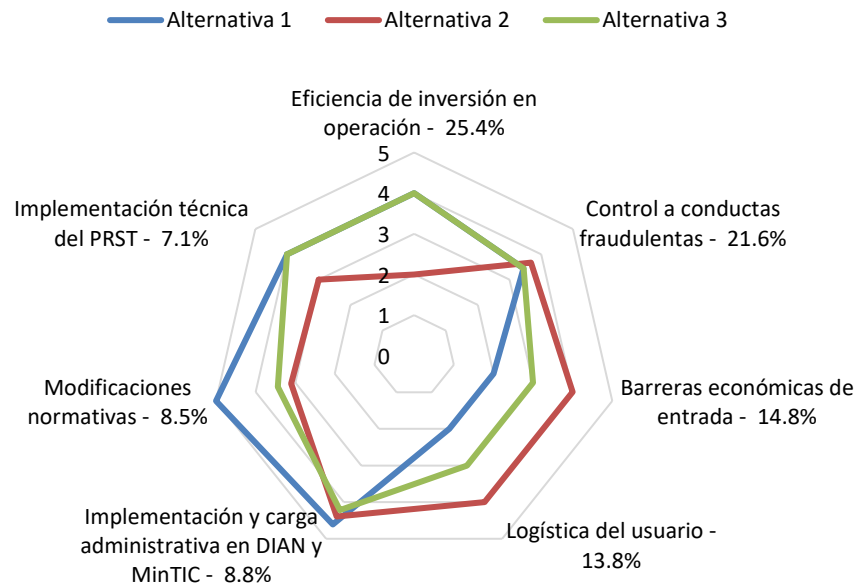 Alternativa 1 Alternativa 2 Alternativa 3
Eficiencia de inversión en
operación - 25.4%
Control a conductas
fraudulentas - 21.6%
Barreras económicas de
entrada - 14.8%
Logística del usuario -
13.8%
Implementación y carga
administrativa en DIAN y
MinTIC - 8.8%
Modificaciones
normativas - 8.5%
Implementación técnica
del PRST - 7.1%
5
4
3
2
1
0